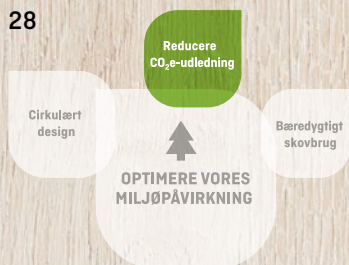 28
Reducere
CO₂e-udledning
Cirkulært
design
Bæredygtigt
skovbrug
OPTIMERE VORES
MILJØPÅVIRKNING